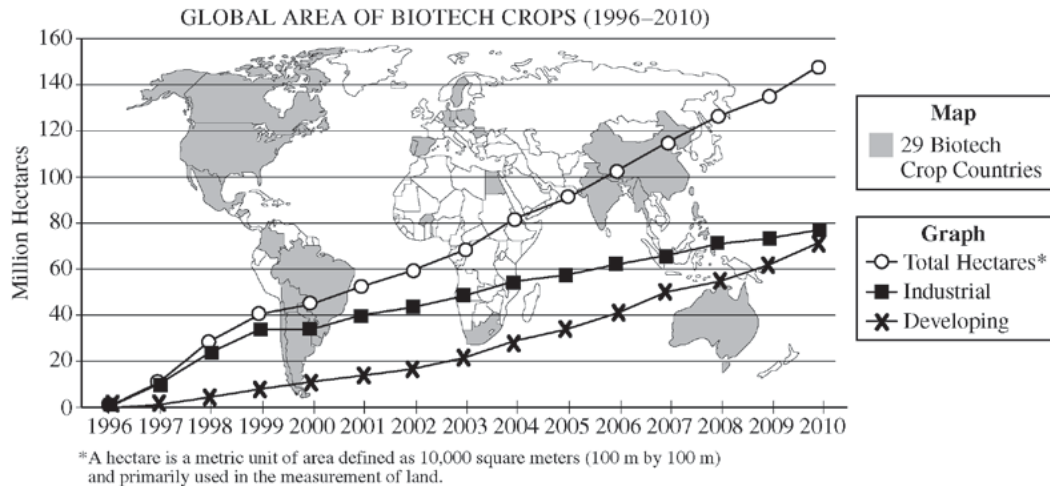 GLOBAL AREA OF BIOTECH CROPS (1996–2010)
Million Hectares
160
140
120
100
80
60
40
20
0
1996 1997 1998 1999 2000 2001 2002 2003 2004 2005 2006 2007 2008 2009 2010
Map
29 Biotech
Crop Countries
Graph
Total Hectares*
Industrial
Developing
*A hectare is a metric unit of area defined as 10,000 square meters (100 m by 100 m)
and primarily used in the measurement of land.